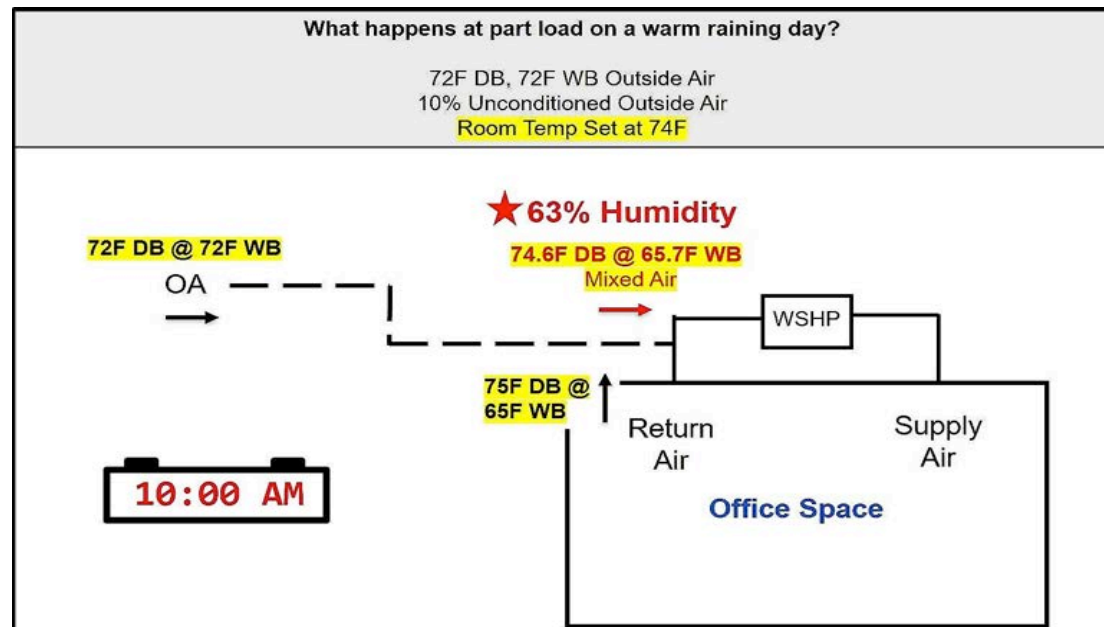 What happens at part load on a warm raining day?
72F DB, 72F WB Outside Air
10% Unconditioned Outside Air
Room Temp Set at 74F
63% Humidity
72F DB @ 72F WB
OA
74.6F DB @ 65.7F WB
Mixed Air
WSHP
75F DB @
65F WB
Return
Air
Supply
Air
10:00 AM
Office Space